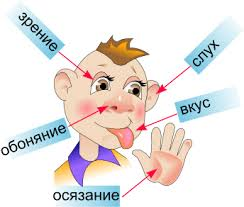 зрение
слух
вкус
обоняние
осязание